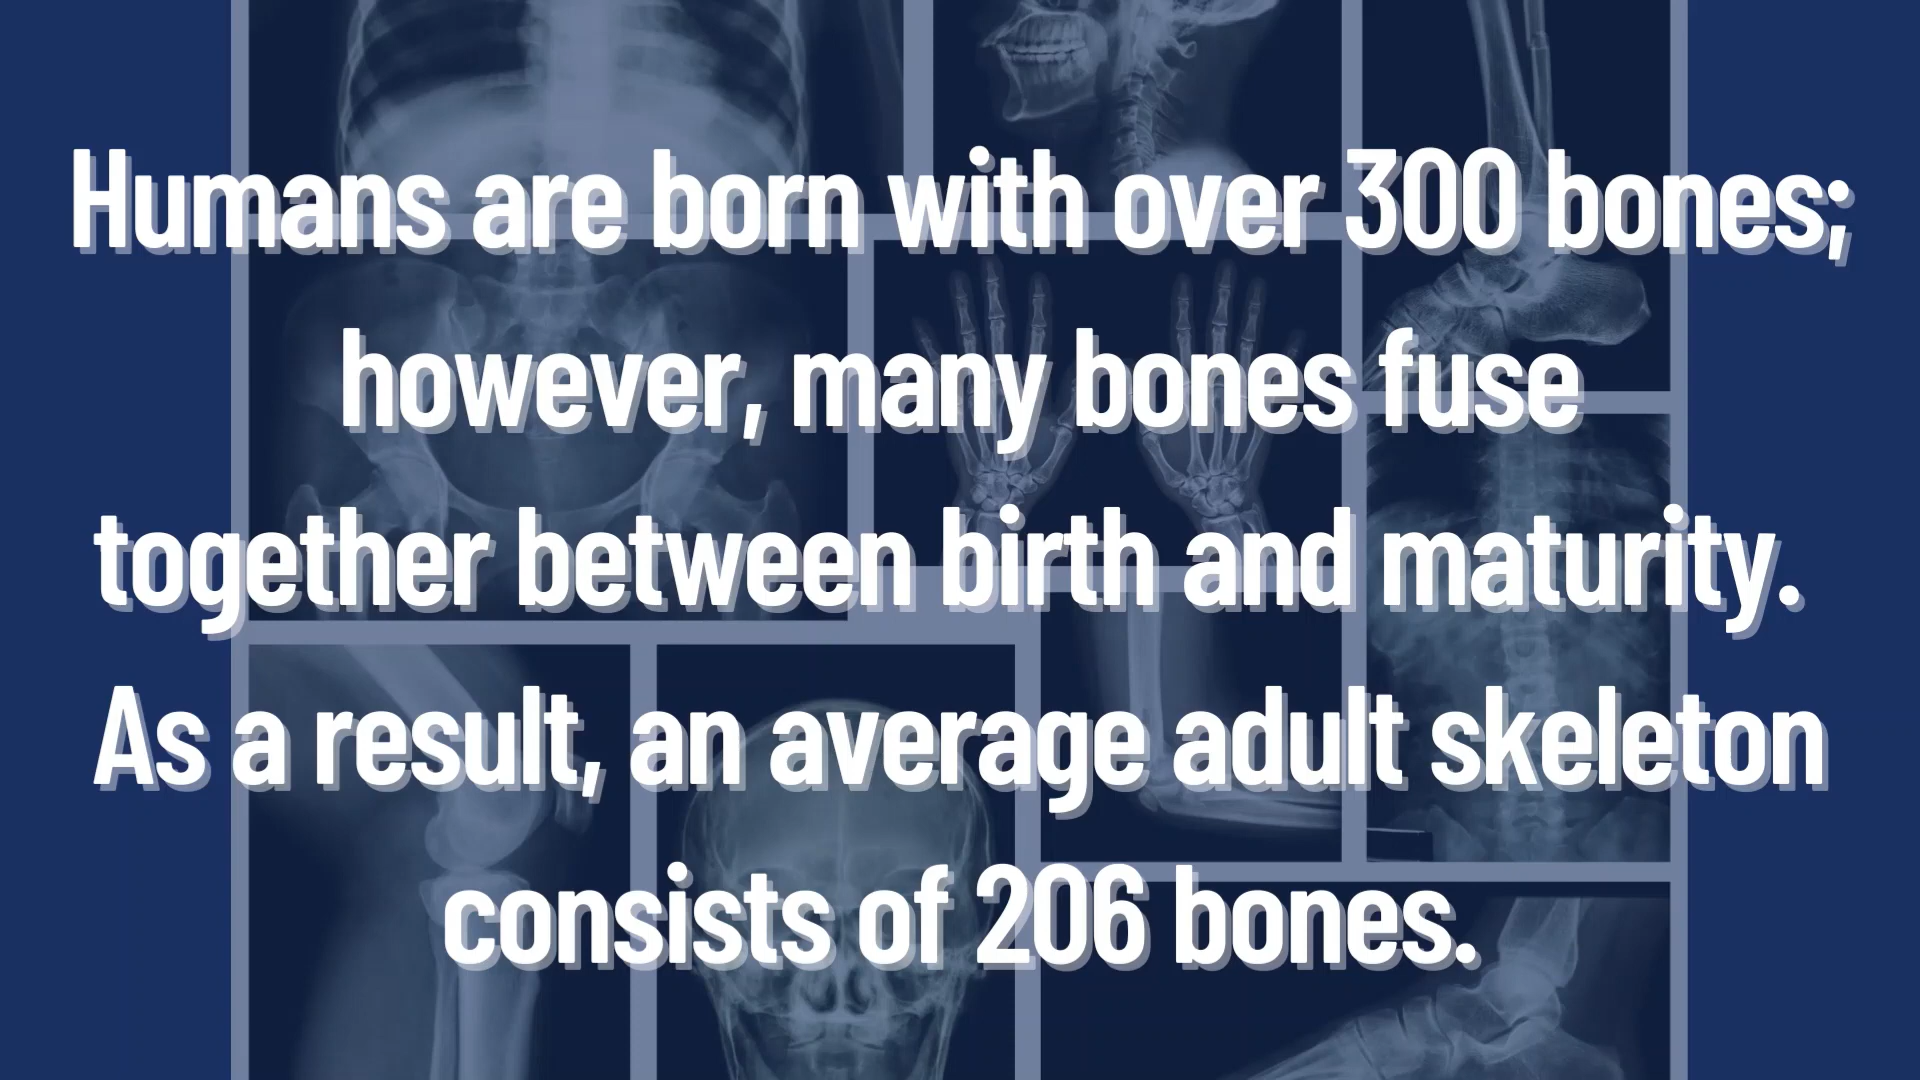 Humans are born with over 300 bones;
however, many bones fuse
together between birth and maturity.
As a result, an average adult skeleton
consists of 206 bones.